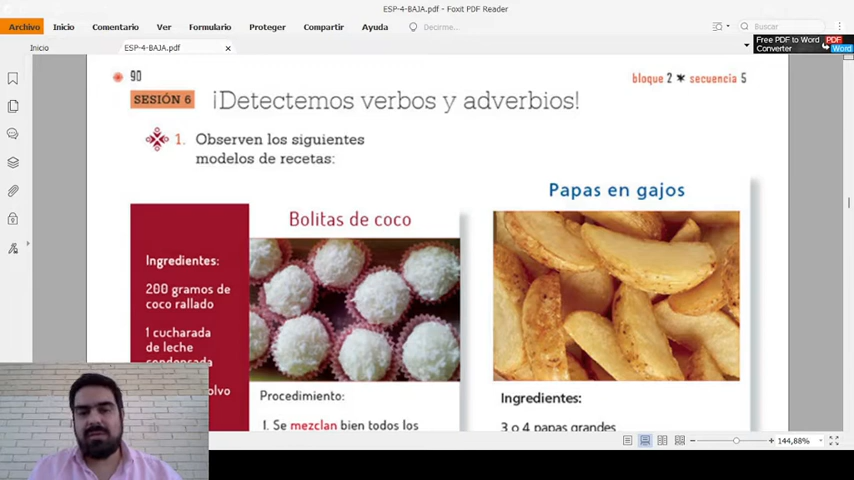 ESP-4-BAJA.pdf - Foxit PDF Reader
Archivo Inicio Comentario Ver Formulario Proteger Compartir Ayuda Decirme... Buscar
Inicio ESP-4-BAJA.pdf
Free PDF to Word
Converter
PDF
Word
90
bloque 2 secuencia 5
SESIÓN 6 ¡Detectemos verbos y adverbios!
1. Observen los siguientes
modelos de recetas:
Bolitas de coco
Ingredientes:
200 gramos de
coco rallado
1 cucharada
de leche
condensada
olvo
Procedimiento:
1. Se mezclan bien todos los
Papas en gajos
Ingredientes:
3 o 4 papas grandes
144,88%